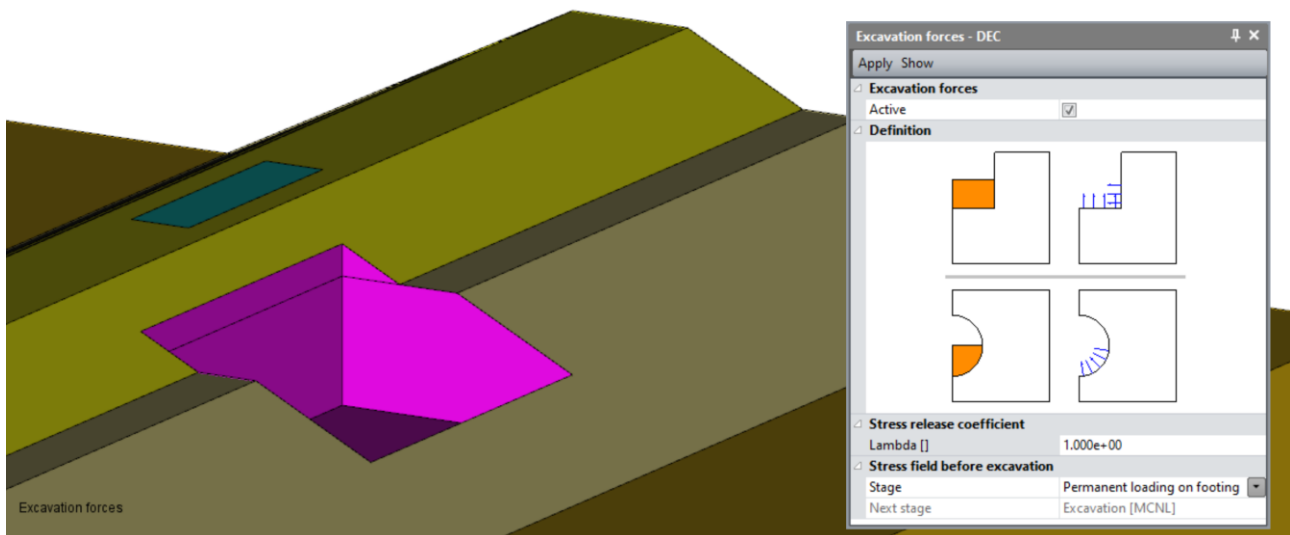 Excavation forces - DEC
Apply Show
Excavation forces
Active
Definition
Stress release coefficient
Lambda [] 1.000e+00
Stress field before excavation
Stage Permanent loading on footing
Next stage Excavation [MCNL]
Excavation forces